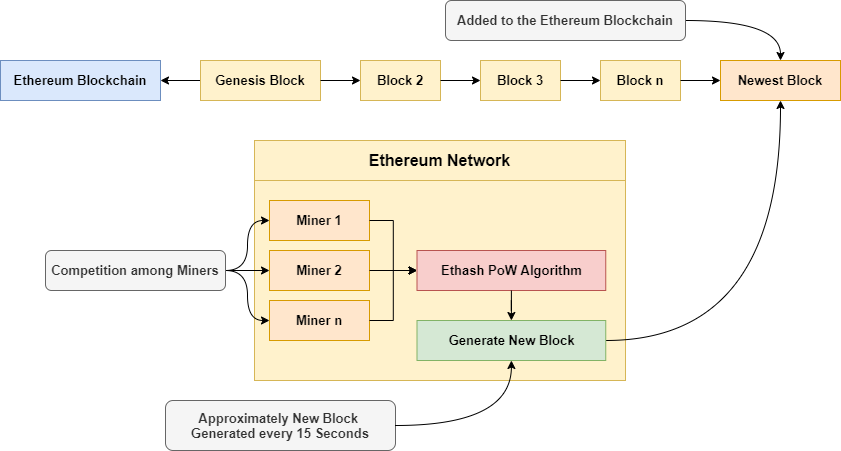 Added to the Ethereum Blockchain
Ethereum Blockchain
Genesis Block
Block 2
Block 3
Block n
Newest Block
Ethereum Network
Miner 1
Competition among Miners
Miner 2
Ethash PoW Algorithm
Miner n
Generate New Block
Approximately New Block
Generated every 15 Seconds